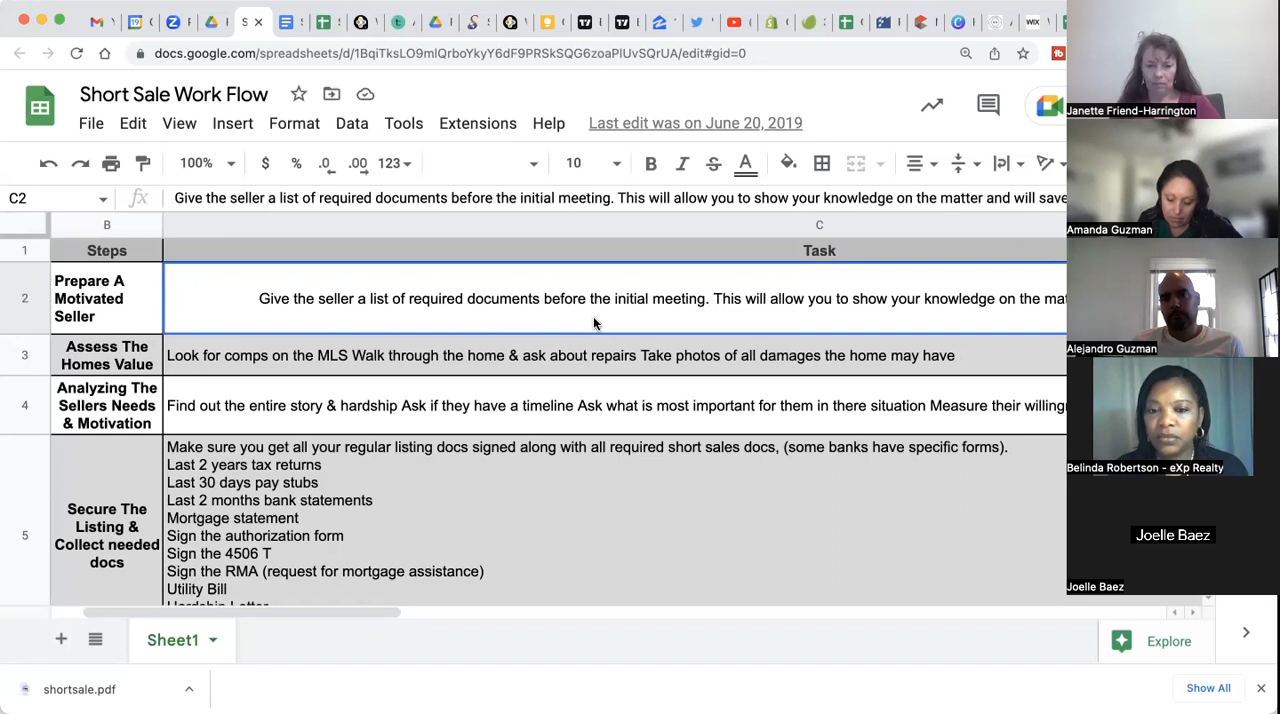 docs.google.com/spreadsheets/d/1BqiTksLO9mlQrboYkyY6dF9PRSkSQG6zoaPlUvSQrUA/edit#gid=0
Short Sale Work Flow
File Edit View Insert Format Data Tools Extensions Help Last edit was on June 20, 2019
100% $ % .0 .00 123 10 B I S A
C2 fx Give the seller a list of required documents before the initial meeting. This will allow you to show your knowledge on the matter and will save
B C
1 Steps Task
2 Prepare A
Motivated
Seller
Give the seller a list of required documents before the initial meeting. This will allow you to show your knowledge on the
3 Assess The
Homes Value
Look for comps on the MLS Walk through the home & ask about repairs Take photos of all damages the home may have
4 Analyzing The
Sellers Needs
& Motivation
Find out the entire story & hardship Ask if they have a timeline Ask what is most important for them in there situation Measure their
5 Secure The
Listing &
Collect needed
docs
Make sure you get all your regular listing docs signed along with all required short sales docs, (some banks have specific forms).
Last 2 years tax returns
Last 30 days pay stubs
Last 2 months bank statements
Mortgage statement
Sign the authorization form
Sign the 4506 T
Sign the RMA (request for mortgage assistance)
Utility Bill
Hardship Letter
Sheet1
Explore
shortsale.pdf
Show All
Janette Friend-Harrington
Amanda Guzman
Alejandro Guzman
Belinda Robertson - eXp Realty
Joelle Baez
Joelle Baez